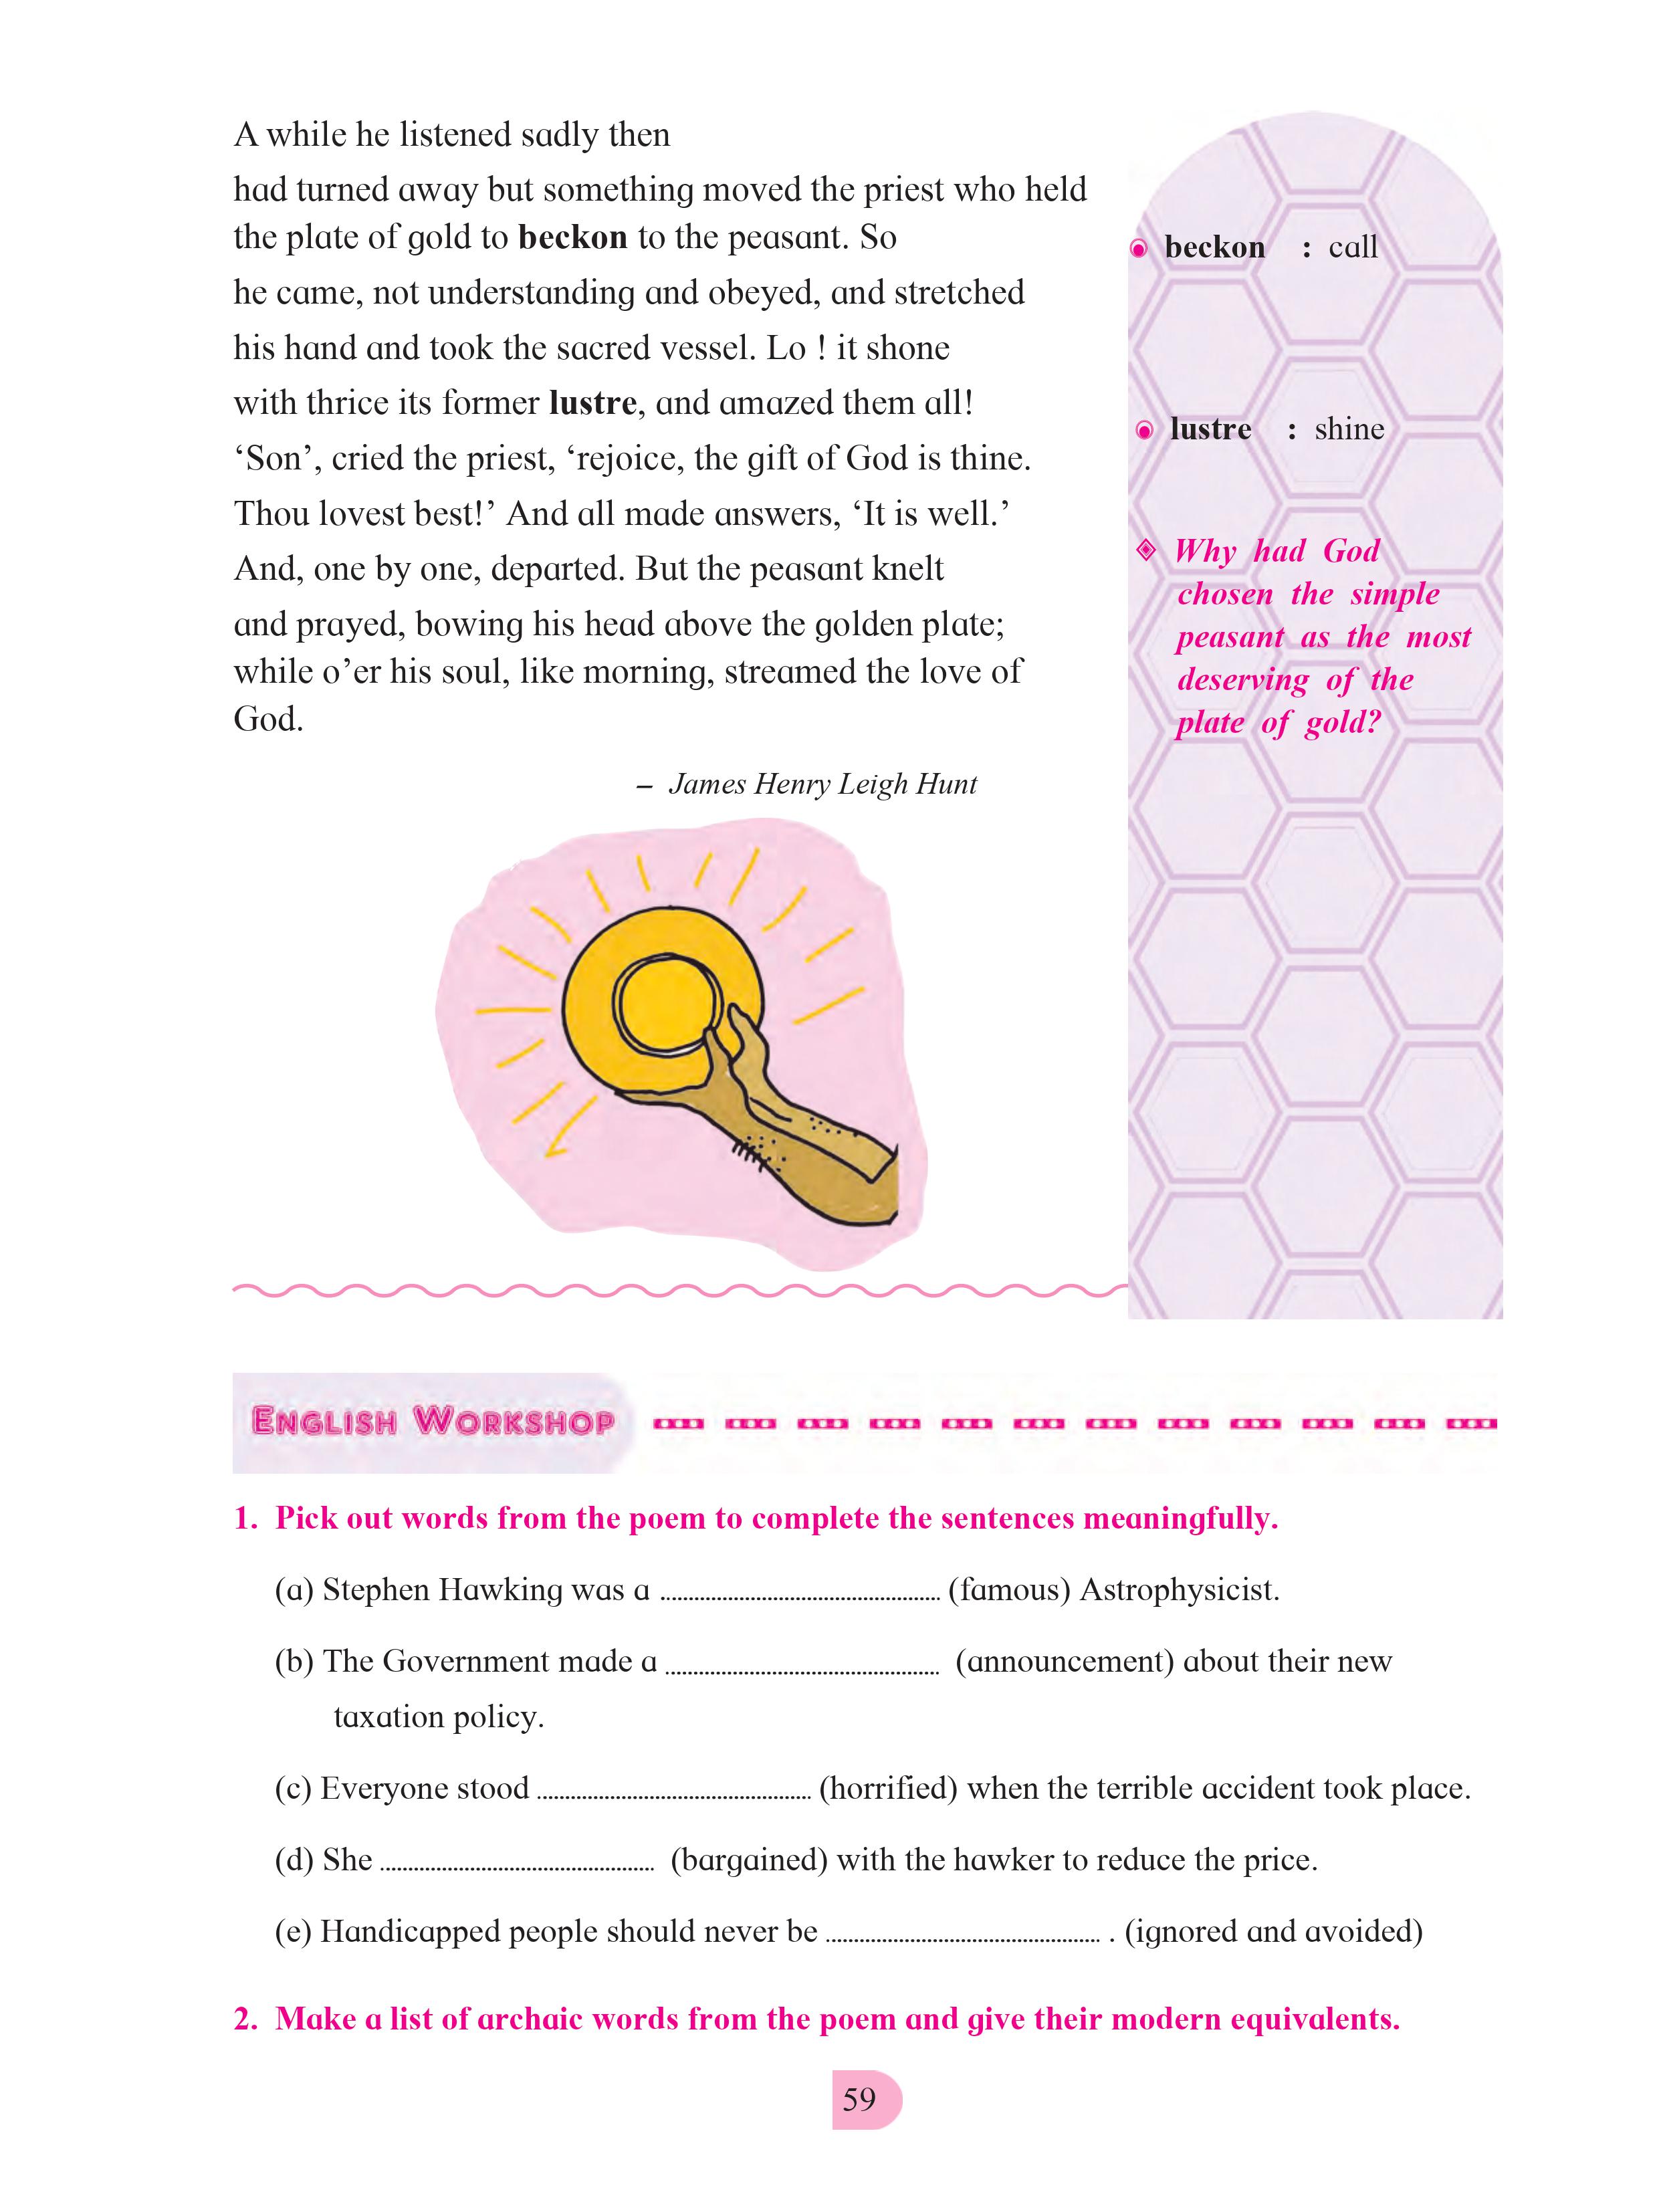 A while he listened sadly then
had turned away but something moved the priest who held
the plate of gold to beckon to the peasant. So
he came, not understanding and obeyed, and stretched
his hand and took the sacred vessel. Lo ! it shone
with thrice its former lustre, and amazed them all!
‘Son’, cried the priest, ‘rejoice, the gift of God is thine.
Thou lovest best!’ And all made answers, ‘It is well.’
And, one by one, departed. But the peasant knelt
and prayed, bowing his head above the golden plate;
while o’er his soul, like morning, streamed the love of
God.
– James Henry Leigh Hunt
beckon : call
lustre : shine
Why had God
chosen the simple
peasant as the most
deserving of the
plate of gold?
ENGLISH WORKSHOP
1. Pick out words from the poem to complete the sentences meaningfully.
(a) Stephen Hawking was a .................................................. (famous) Astrophysicist.
(b) The Government made a ................................................. (announcement) about their new
taxation policy.
(c) Everyone stood ................................................. (horrified) when the terrible accident took place.
(d) She ................................................. (bargained) with the hawker to reduce the price.
(e) Handicapped people should never be ................................................. . (ignored and avoided)
2. Make a list of archaic words from the poem and give their modern equivalents.
59